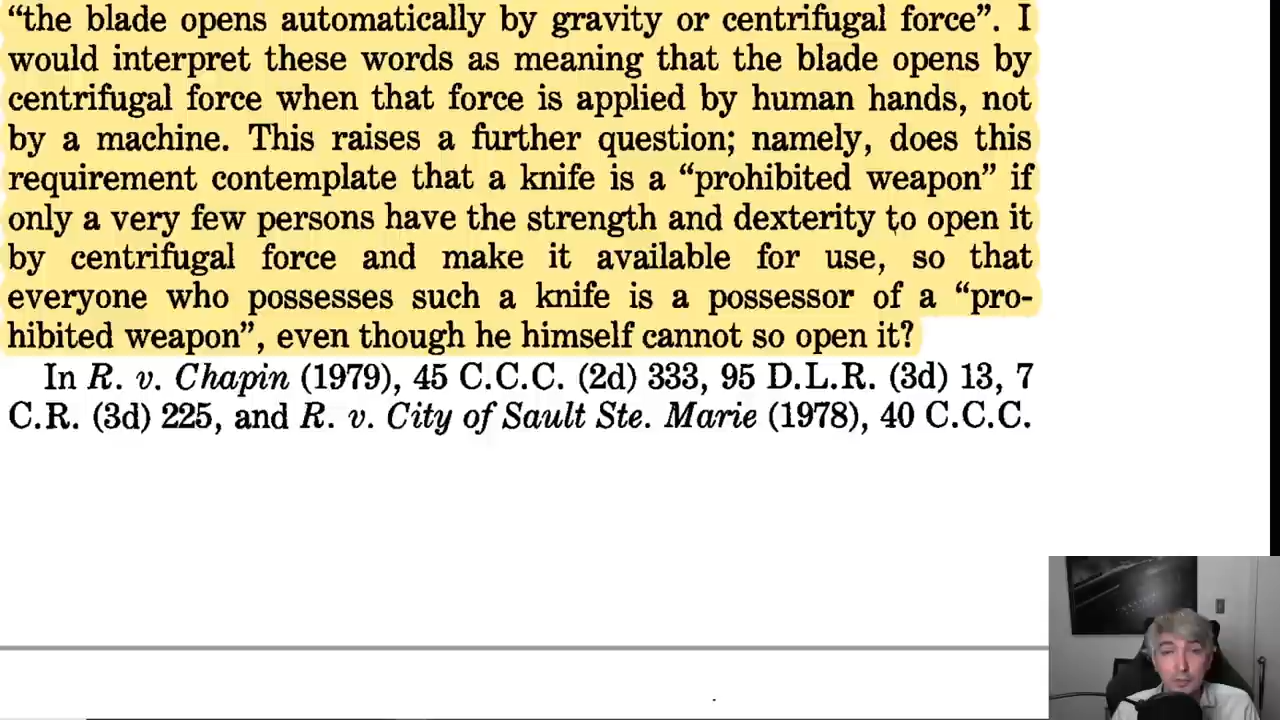 “the blade opens automatically by gravity or centrifugal force”. I
would interpret these words as meaning that the blade opens by
centrifugal force when that force is applied by human hands, not
by a machine. This raises a further question; namely, does this
requirement contemplate that a knife is a “prohibited weapon” if
only a very few persons have the strength and dexterity to open it
by centrifugal force and make it available for use, so that
everyone who possesses such a knife is a possessor of a “pro-
hibited weapon”, even though he himself cannot so open it?
In R. v. Chapin (1979), 45 C.C.C. (2d) 333, 95 D.L.R. (3d) 13, 7
C.R. (3d) 225, and R. v. City of Sault Ste. Marie (1978), 40 C.C.C.